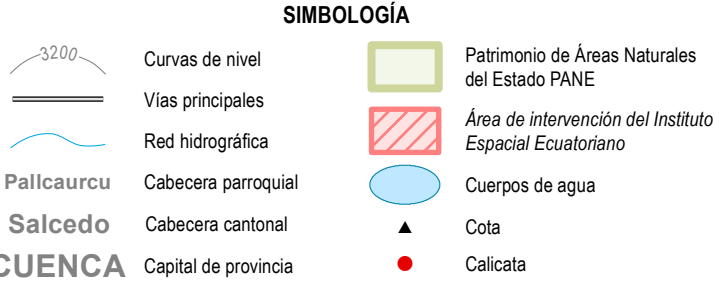 SIMBOLOGÍA
3200
Curvas de nivel
Vías principales
Red hidrográfica
Pallcaurcu
Cabecera parroquial
Salcedo
Cabecera cantonal
CUENCA
Capital de provincia
Patrimonio de Áreas Naturales
del Estado PANE
Área de intervención del Instituto
Espacial Ecuatoriano
Cuerpos de agua
Cota
Calicata